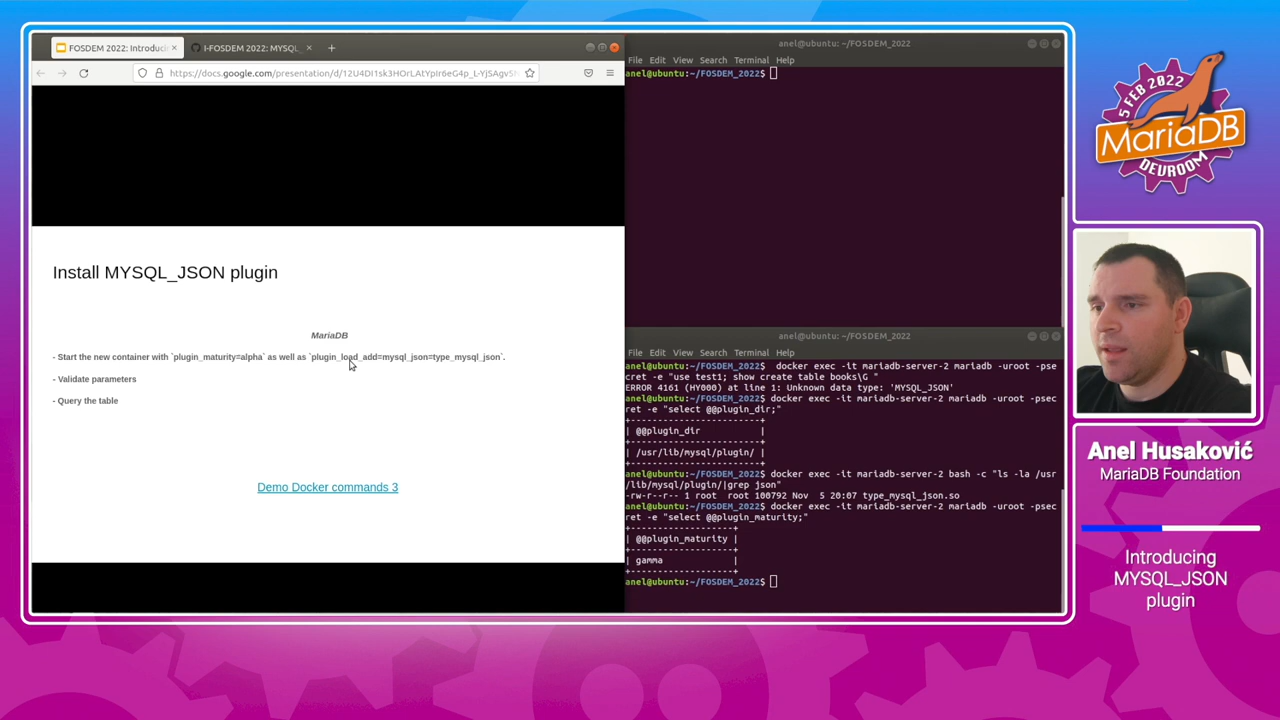 FOSDEM 2022: Introduci
I-FOSDEM 2022: MYSQL_
https://docs.google.com/presentation/d/
Install MYSQL_JSON plugin
MariaDB
- Start the new container with `plugin_maturity=alpha` as well as `plugin_load_add=mysql_json=type_mysql_json`.
- Validate parameters
- Query the table
Demo Docker commands 3
anel@ubuntu: ~/FOSDEM_2022
File Edit View Search Terminal Help
anel@ubuntu:~/FOSDEM_2022$
anel@ubuntu: ~/FOSDEM_2022
File Edit View Search Terminal Help
anel@ubuntu:~/FOSDEM_2022$  docker exec -it mariadb-server-2 mariadb -uroot -pse
cret -e "use test1; show create table books\G "
ERROR 4161 (HY000) at line 1: Unknown data type: 'MYSQL_JSON'
anel@ubuntu:~/FOSDEM_2022$ docker exec -it mariadb-server-2 mariadb -uroot -psec
ret -e "select @@plugin_dir;"
+------------------------+
| @@plugin_dir           |
+------------------------+
| /usr/lib/mysql/plugin/ |
+------------------------+
anel@ubuntu:~/FOSDEM_2022$ docker exec -it mariadb-server-2 bash -c "ls -la /usr
/lib/mysql/plugin/|grep json"
-rw-r--r-- 1 root  root 100792 Nov  5 20:07 type_mysql_json.so
anel@ubuntu:~/FOSDEM_2022$ docker exec -it mariadb-server-2 mariadb -uroot -psec
ret -e "select @@plugin_maturity;"
+-------------------+
| @@plugin_maturity |
+-------------------+
| gamma             |
+-------------------+
anel@ubuntu:~/FOSDEM_2022$
5 FEB 2022
MariaDB
DEVROOM
Anel Husaković
MariaDB Foundation
Introducing
MYSQL_JSON
plugin